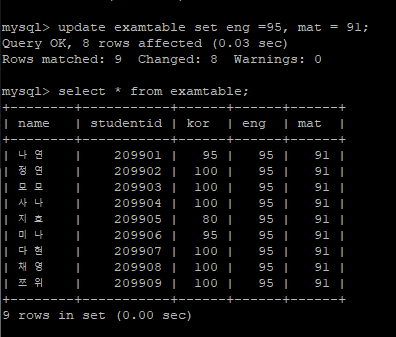 mysql> update examtable set eng =95, mat = 91;
Query OK, 8 rows affected (0.03 sec)
Rows matched: 9  Changed: 8  Warnings: 0
mysql> select * from examtable;
+--------+-----------+------+------+------+
| name   | studentid | kor  | eng  | mat  |
+--------+-----------+------+------+------+
| 나연   |    209901 |   95 |   95 |   91 |
| 정연   |    209902 |  100 |   95 |   91 |
| 모모   |    209903 |  100 |   95 |   91 |
| 사나   |    209904 |  100 |   95 |   91 |
| 지효   |    209905 |   80 |   95 |   91 |
| 미나   |    209906 |   95 |   95 |   91 |
| 다현   |    209907 |  100 |   95 |   91 |
| 채영   |    209908 |  100 |   95 |   91 |
| 쯔위   |    209909 |  100 |   95 |   91 |
+--------+-----------+------+------+------+
9 rows in set (0.00 sec)